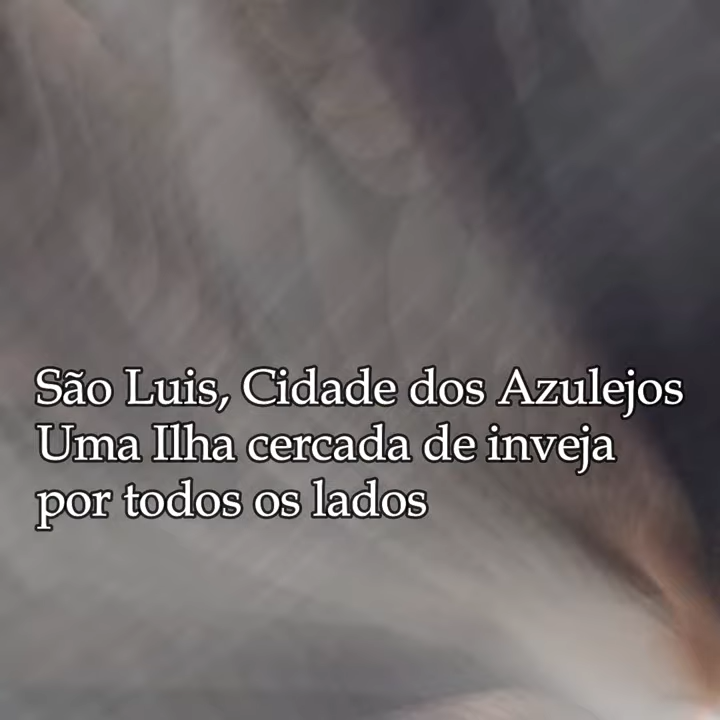 São Luis, Cidade dos Azulejos
Uma Ilha cercada de inveja
por todos os lados